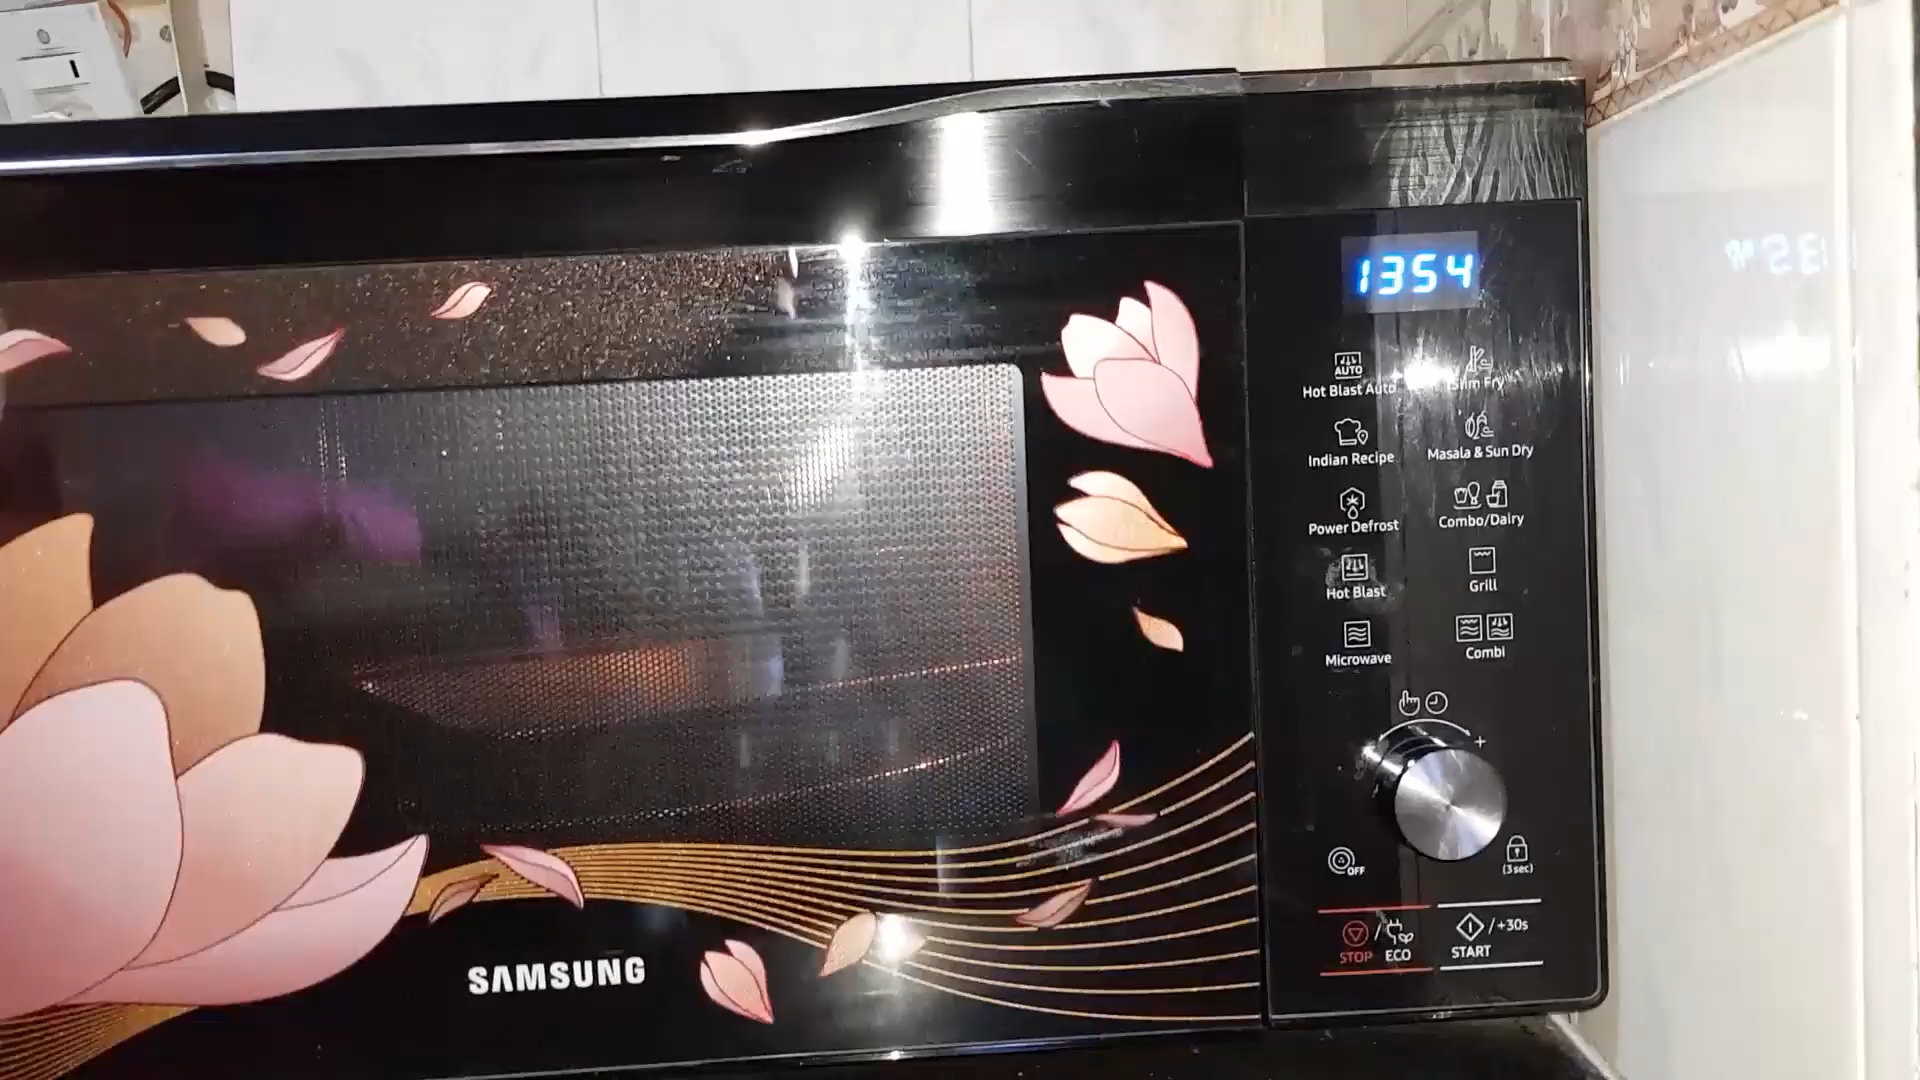 1354
AUTO
Hot Blast Auto
Slim Fry
Indian Recipe
Masala & Sun Dry
Power Defrost
Combo/Dairy
Hot Blast
Grill
Microwave
Combi
+
OFF
(3 sec)
STOP / ECO
/ +30s
START
SAMSUNG